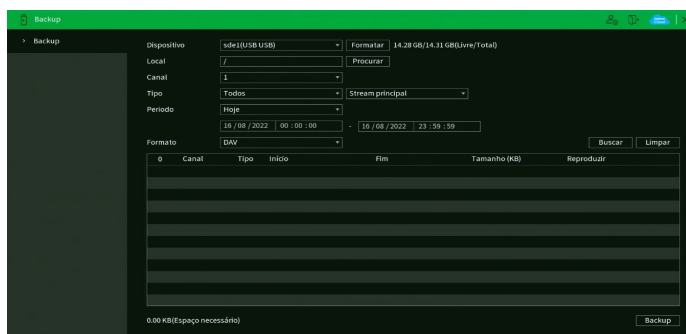 Backup
> Backup
Dispositivo sde1(USB USB) Formatar 14.28 GB/14.31 GB(Livre/Total)
Local / Procurar
Canal 1
Tipo Todos Stream principal
Periodo Hoje
16 / 08 / 2022 00 : 00 : 00 - 16 / 08 / 2022 23 : 59 : 59
Formato DAV Buscar Limpar
0 Canal Tipo Início Fim Tamanho (KB) Reproduzir
0.00 KB(Espaço necessário) Backup